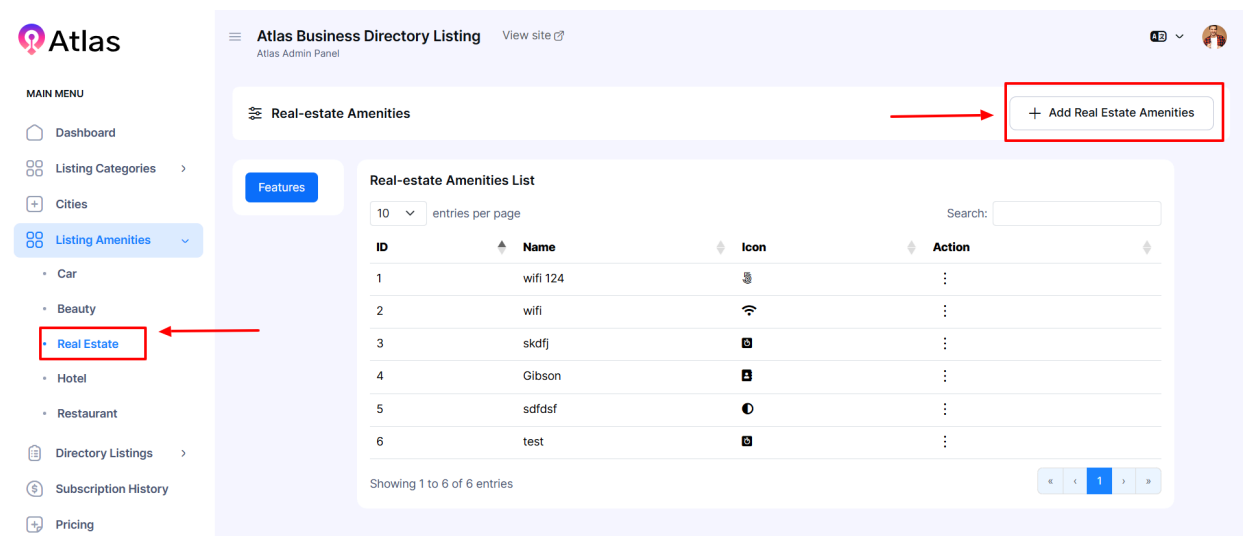 Atlas
Atlas Business Directory Listing
View site
Atlas Admin Panel
MAIN MENU
Dashboard
Listing Categories
Cities
Listing Amenities
Car
Beauty
Real Estate
Hotel
Restaurant
Directory Listings
Subscription History
Pricing
Real-estate Amenities
+ Add Real Estate Amenities
Features
Real-estate Amenities List
10 entries per page
Search:
ID Name Icon Action
1 wifi 124
2 wifi
3 skdfj
4 Gibson
5 sdfdsf
6 test
Showing 1 to 6 of 6 entries
« ‹ 1 › »